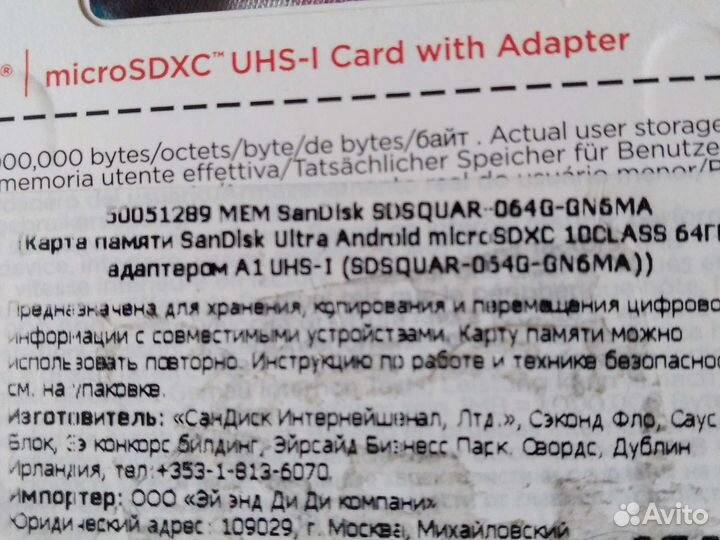 ® | microSDXC™ UHS-I Card with Adapter
00,000 bytes/octets/byte/de bytes/байт . Actual user storage
memoria utente effettiva/Tatsächlicher Speicher für Benutze
50051289 MEM SanDisk SDSQUAR-064G-GN6MA
(Карта памяти SanDisk Ultra Android microSDXC 10CLASS 64Г
адаптером A1 UHS-I (SDSQUAR-064G-GN6MA))
Предназначена для хранения, копирования и перемещения цифрово
информации с совместимыми устройствами. Карту памяти можно
использовать повторно. Инструкцию по работе и технике безопасно
см. на упаковке.
Изготовитель: «СанДиск Интернейшенал, Лтд.», Сэконд Фло, Саус
Блок, Зэ конкорс билдинг, Эйрсайд Бизнесс Парк. Свордс, Дублин
Ирландия, тел:+353-1-813-6070.
Импортер: ООО «Эй энд Ди Ди компани»
Юридический адрес: 109029, г. Москва, Михайловский
Avito